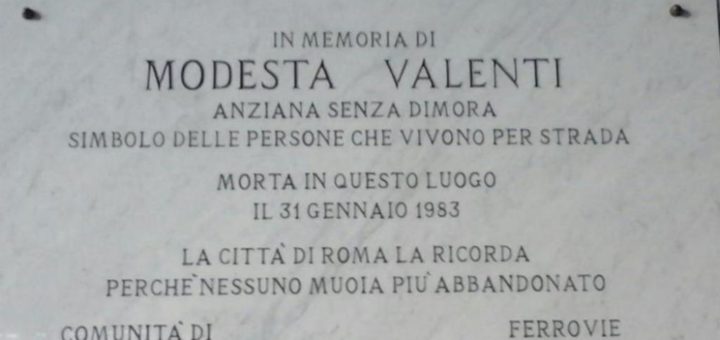 IN MEMORIA DI
MODESTA VALENTI
ANZIANA SENZA DIMORA
SIMBOLO DELLE PERSONE CHE VIVONO PER STRADA
MORTA IN QUESTO LUOGO
IL 31 GENNAIO 1983
LA CITTÀ DI ROMA LA RICORDA
PERCHÈ NESSUNO MUOIA PIÙ ABBANDONATO
COMUNITÀ DI FERROVIE